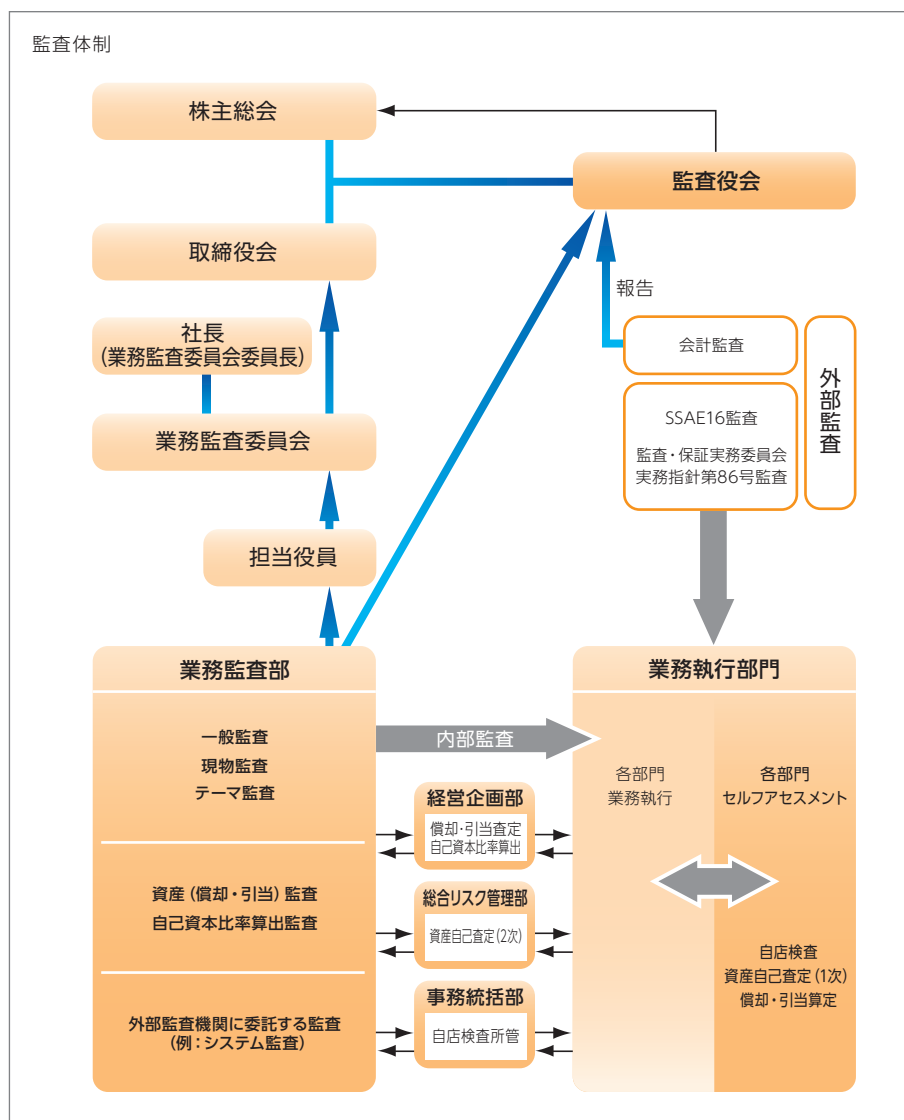 監査体制
株主総会
監査役会
取締役会
報告
社長
(業務監査委員会委員長)
会計監査
外部監査
業務監査委員会
SSAE16監査
監査・保証実務委員会
実務指針第86号監査
担当役員
業務監査部
業務執行部門
一般監査
現物監査
テーマ監査
内部監査
各部門
業務執行
各部門
セルフアセスメント
経営企画部
償却・引当査定
自己資本比率算出
資産(償却・引当)監査
自己資本比率算出監査
総合リスク管理部
資産自己査定(2次)
自店検査
資産自己査定(1次)
償却・引当算定
外部監査機関に委託する監査
(例:システム監査)
事務統括部
自店検査所管